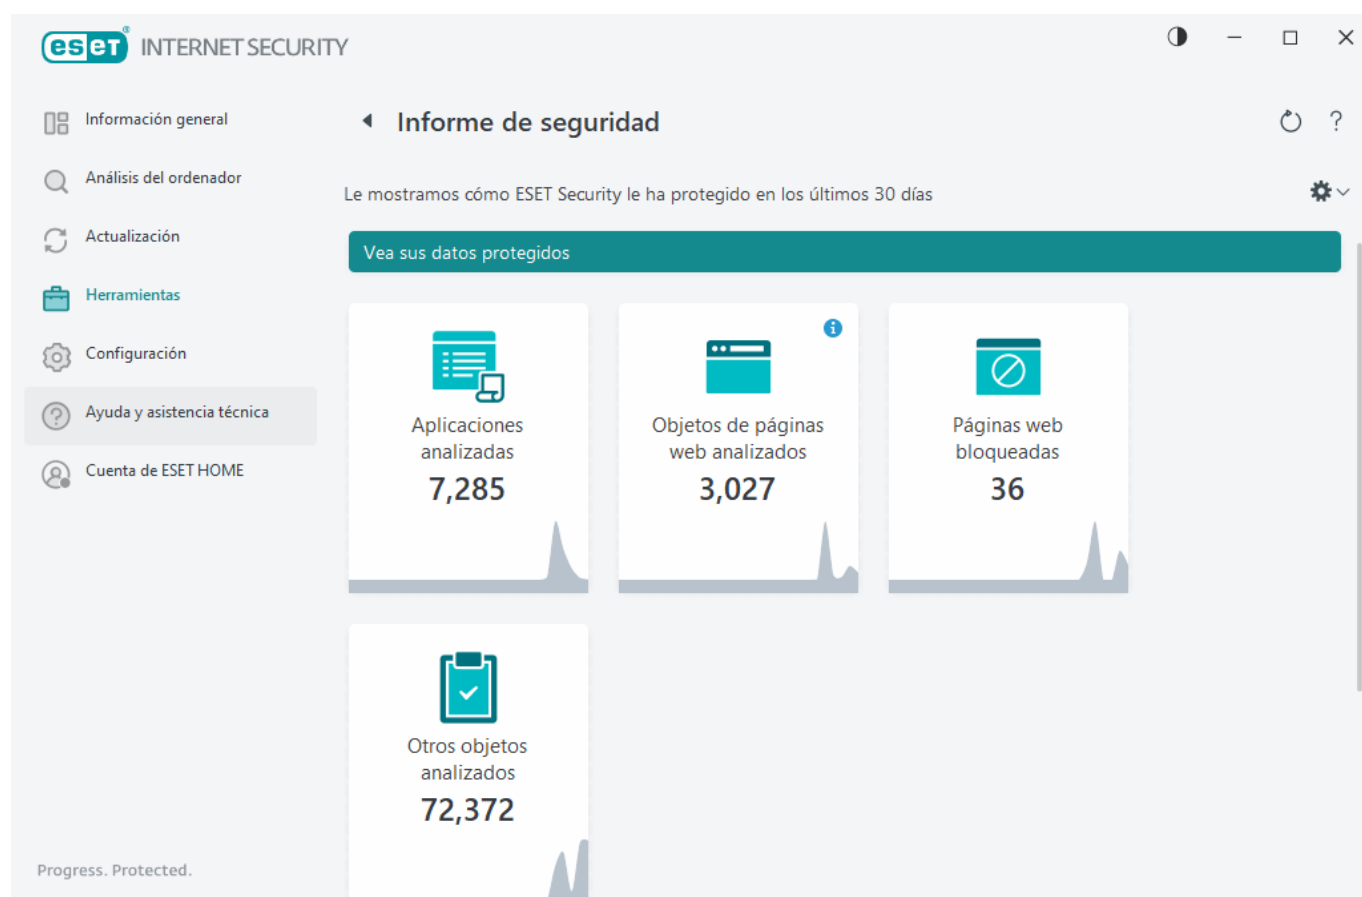 eset® INTERNET SECURITY
Información general
Análisis del ordenador
Actualización
Herramientas
Configuración
Ayuda y asistencia técnica
Cuenta de ESET HOME
Progress. Protected.
Informe de seguridad
?
Le mostramos cómo ESET Security le ha protegido en los últimos 30 días
Vea sus datos protegidos
Aplicaciones
analizadas
7,285
Objetos de páginas
web analizados
3,027
Páginas web
bloqueadas
36
Otros objetos
analizados
72,372